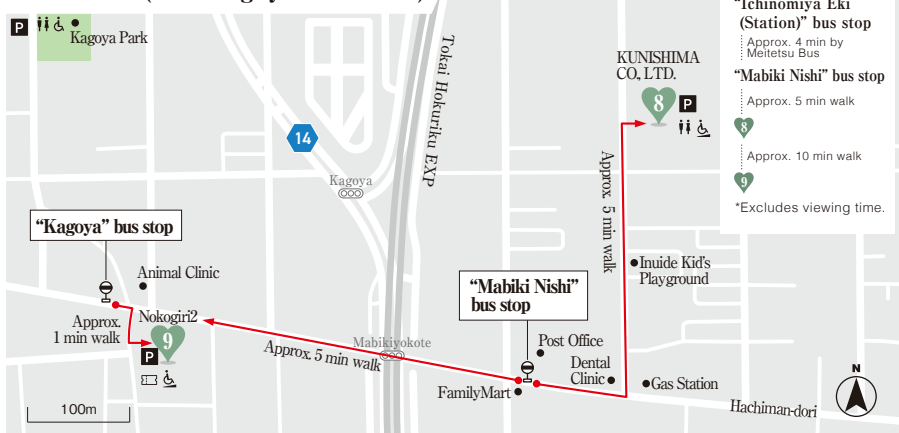 P
Kagoya Park
14
Kagoya
Tokai Hokuriku EXP
KUNISHIMA
CO., LTD.
8
P
Approx. 5 min walk
Inuide Kid's
Playground
"Kagoya" bus stop
Animal Clinic
Nokogiri2
9
P
Approx.
1 min walk
Approx. 5 min walk
Mabikiyokote
"Mabiki Nishi"
bus stop
Post Office
FamilyMart
Dental
Clinic
Gas Station
Hachiman-dori
N
100m
"Ichinomiya Eki
(Station)" bus stop
Approx. 4 min by
Meitetsu Bus
"Mabiki Nishi" bus stop
Approx. 5 min walk
8
Approx. 10 min walk
9
*Excludes viewing time.